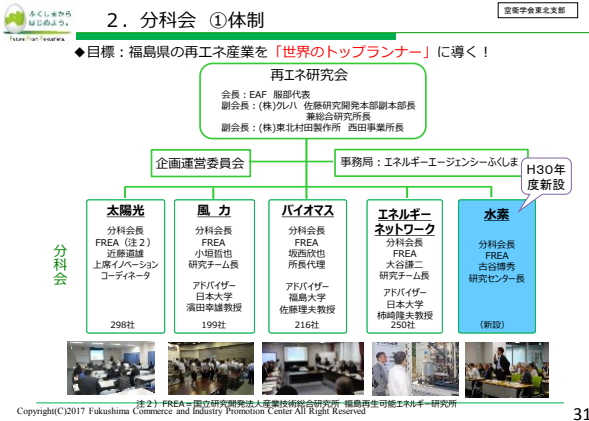 ふくしまから
はじめよう。
Future From Fukushima.
2．分科会 ①体制
空衛学会東北支部
◆目標：福島県の再エネ産業を「世界のトップランナー」に導く！
再エネ研究会
会長：EAF 服部代表
副会長：(株)クレハ 佐藤研究開発本部副本部長
兼総合研究所長
副会長：(株)東北村田製作所 西田事業所長
企画運営委員会
事務局：エネルギーエージェンシーふくしま
H30年
度新設
分科会
太陽光
分科会長
FREA（注２）
近藤道雄
上席イノベーション
コーディネータ
298社
風 力
分科会長
FREA
小垣哲也
研究チーム長
アドバイザー
日本大学
濱田幸雄教授
199社
バイオマス
分科会長
FREA
坂西欣也
所長代理
アドバイザー
福島大学
佐藤理夫教授
216社
エネルギー
ネットワーク
分科会長
FREA
大谷謙二
研究チーム長
アドバイザー
日本大学
柿崎隆夫教授
250社
水素
分科会長
FREA
古谷博秀
研究センター長
（新設）
注２）FREA＝国立研究開発法人産業技術総合研究所 福島再生可能エネルギー研究所
Copyright(C)2017 Fukushima Commerce and Industry Promotion Center All Right Reserved
31